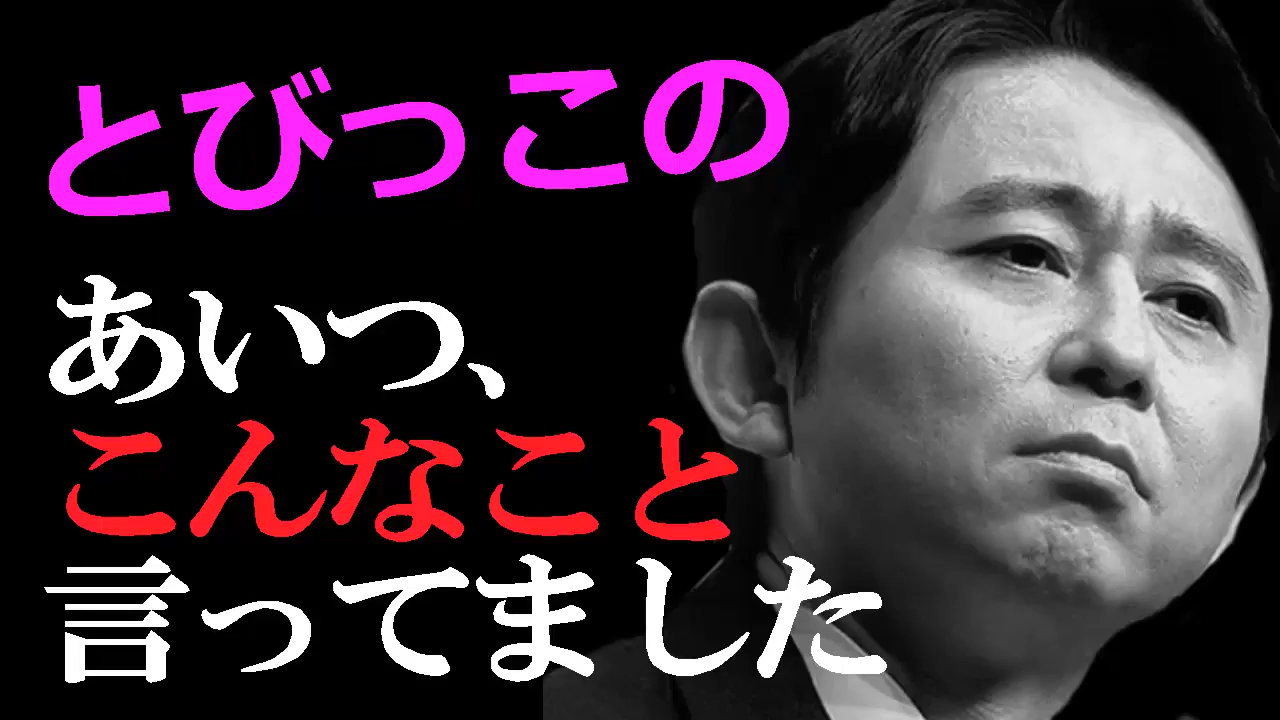 とびっこの
あいつ、
こんなこと
言ってました